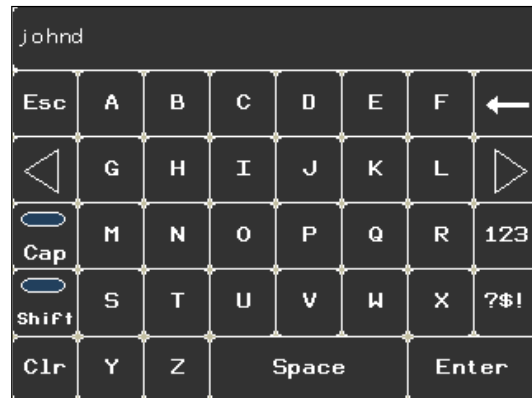 johnd
Esc A B C D E F
G H I J K L
Cap M N O P Q R 123
Shift S T U V W X ?$!
Clr Y Z Space Enter